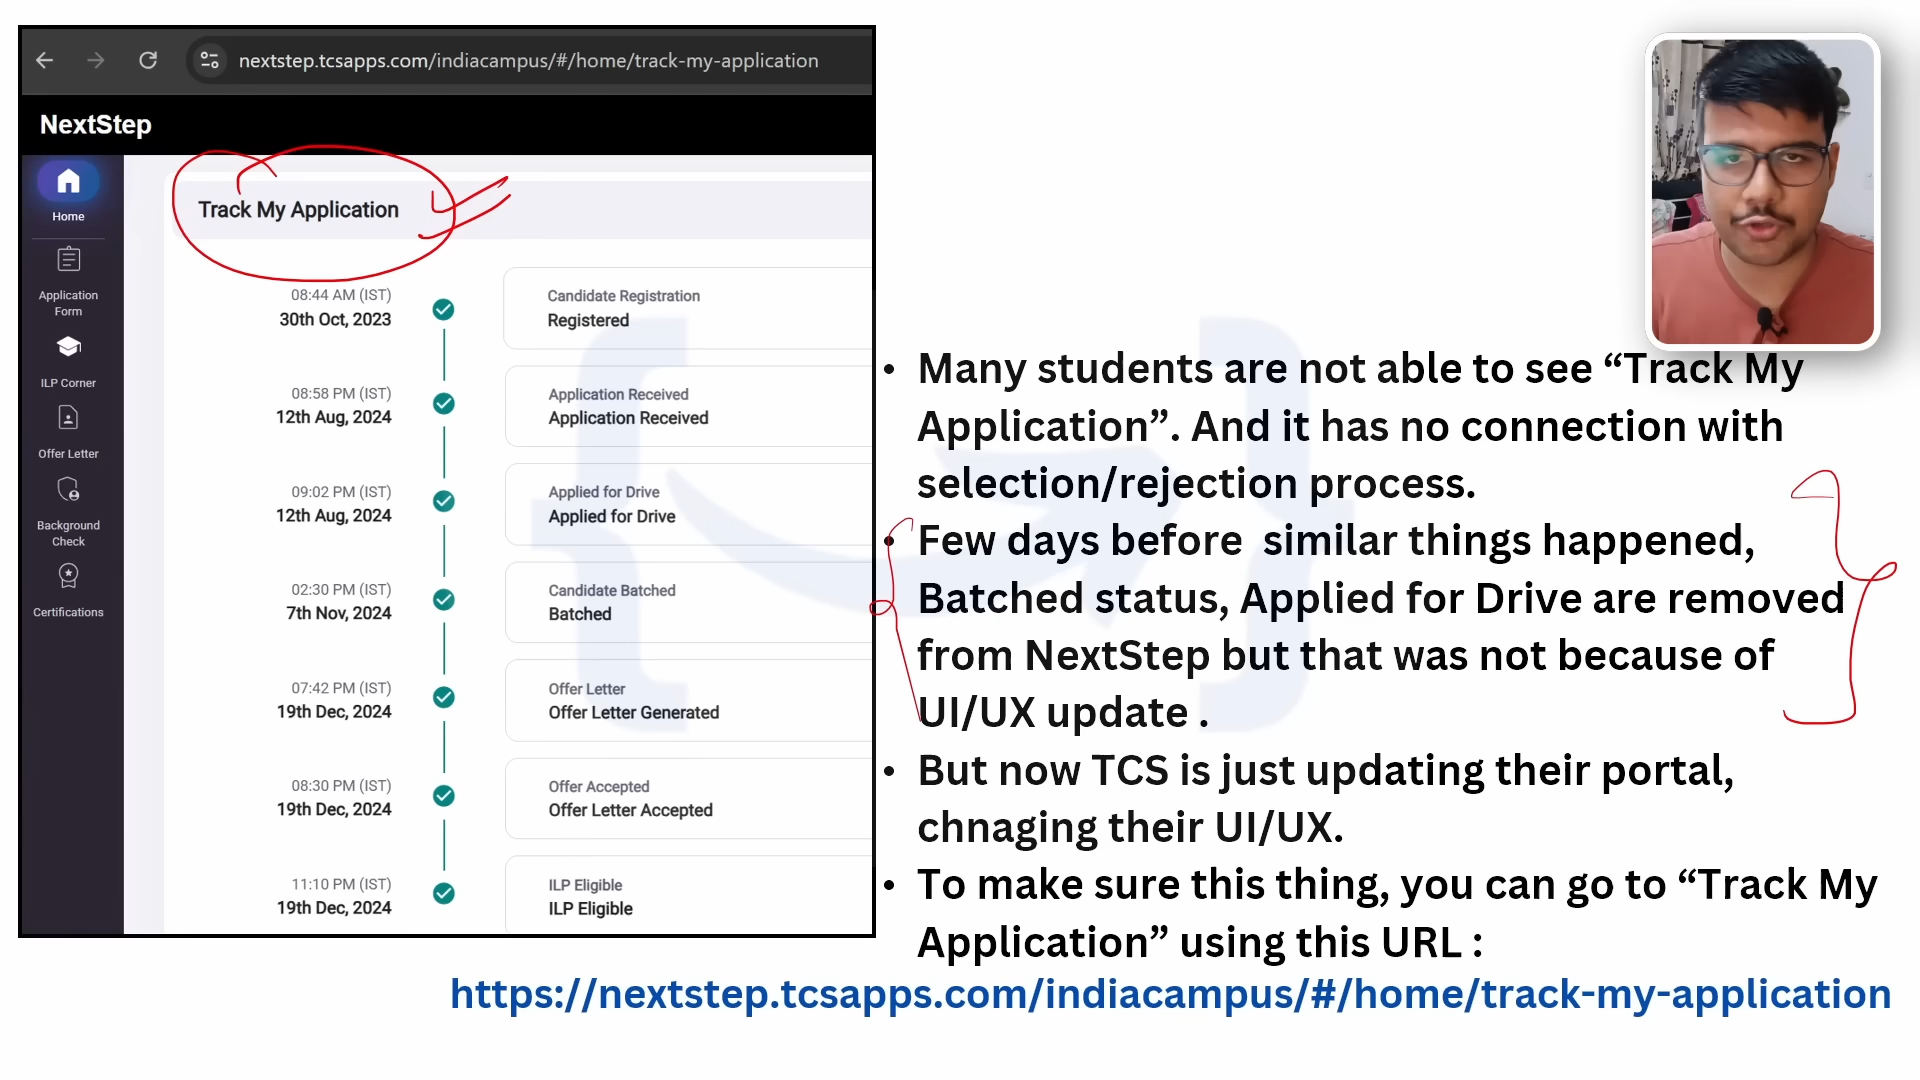 nextstep.tcsapps.com/indiacampus/#/home/track-my-application
NextStep
Home
Application
Form
ILP Corner
Offer Letter
Background
Check
Certifications
Track My Application
08:44 AM (IST)
30th Oct, 2023
Candidate Registration
Registered
08:58 PM (IST)
12th Aug, 2024
Application Received
Application Received
09:02 PM (IST)
12th Aug, 2024
Applied for Drive
Applied for Drive
02:30 PM (IST)
7th Nov, 2024
Candidate Batched
Batched
07:42 PM (IST)
19th Dec, 2024
Offer Letter
Offer Letter Generated
08:30 PM (IST)
19th Dec, 2024
Offer Accepted
Offer Letter Accepted
11:10 PM (IST)
19th Dec, 2024
ILP Eligible
ILP Eligible
• Many students are not able to see “Track My
Application”. And it has no connection with
selection/rejection process.
• Few days before similar things happened,
Batched status, Applied for Drive are removed
from NextStep but that was not because of
UI/UX update .
• But now TCS is just updating their portal,
chnaging their UI/UX.
• To make sure this thing, you can go to “Track My
Application” using this URL :
https://nextstep.tcsapps.com/indiacampus/#/home/track-my-application